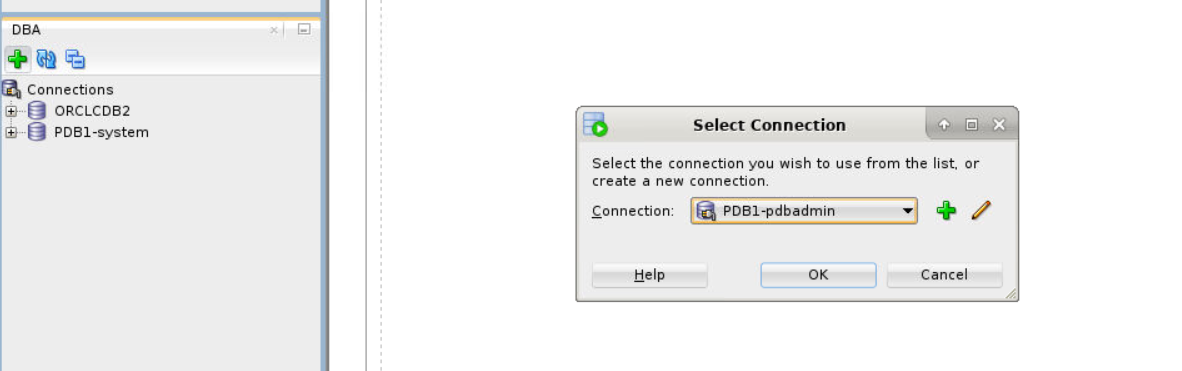 DBA
Connections
ORCLCDB2
PDB1-system
Select Connection
Select the connection you wish to use from the list, or
create a new connection.
Connection: PDB1-pdbadmin
Help OK Cancel